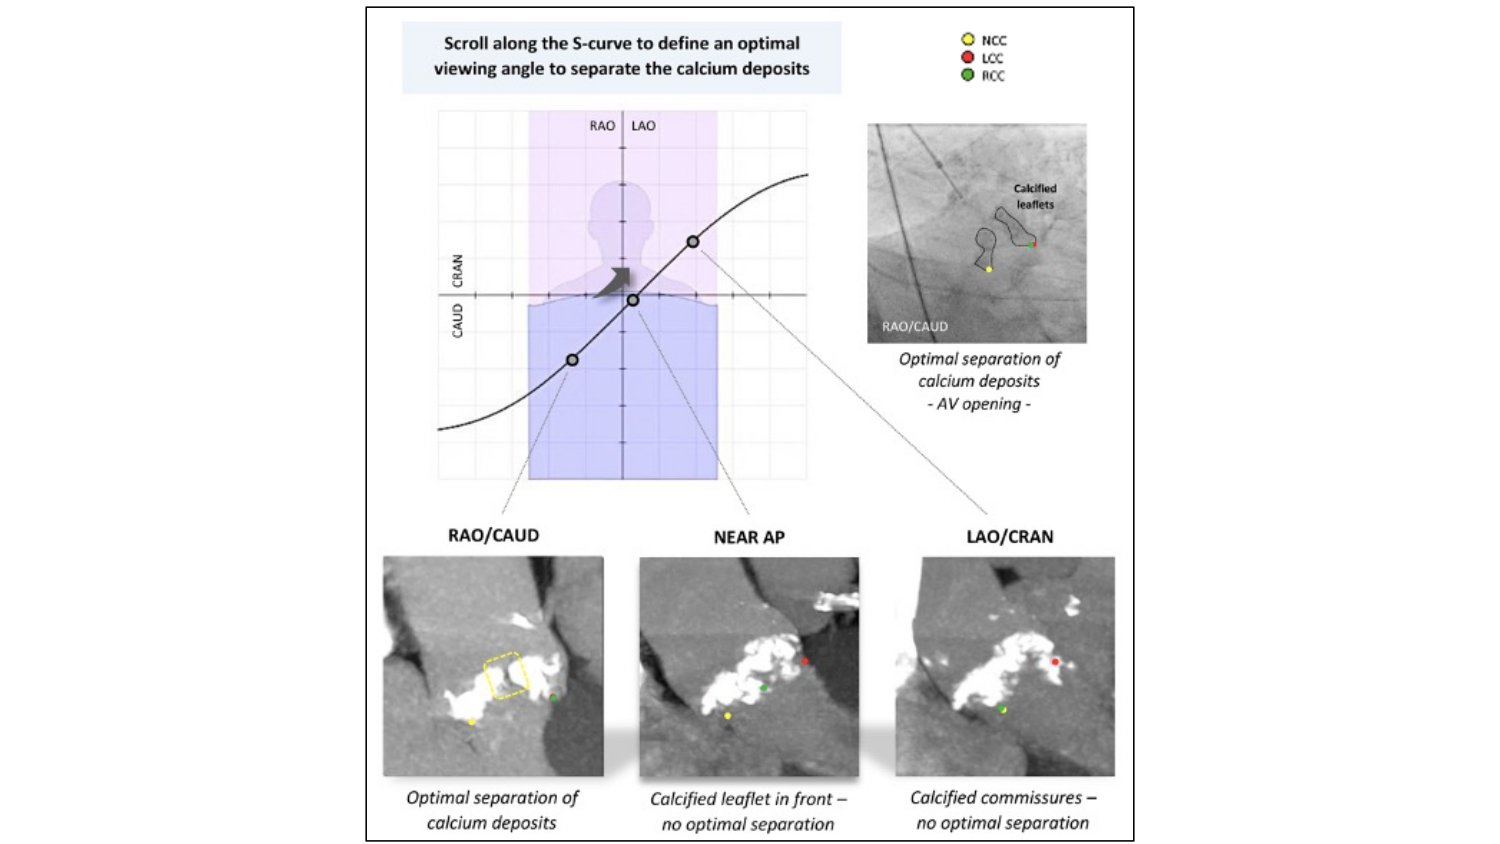 Scroll along the S-curve to define an optimal
viewing angle to separate the calcium deposits
NCC
LCC
RCC
RAO LAO
CRAN
CAUD
Calcified
leaflets
RAO/CAUD
Optimal separation of
calcium deposits
- AV opening -
RAO/CAUD
NEAR AP
LAO/CRAN
Optimal separation of
calcium deposits
Calcified leaflet in front –
no optimal separation
Calcified commissures –
no optimal separation